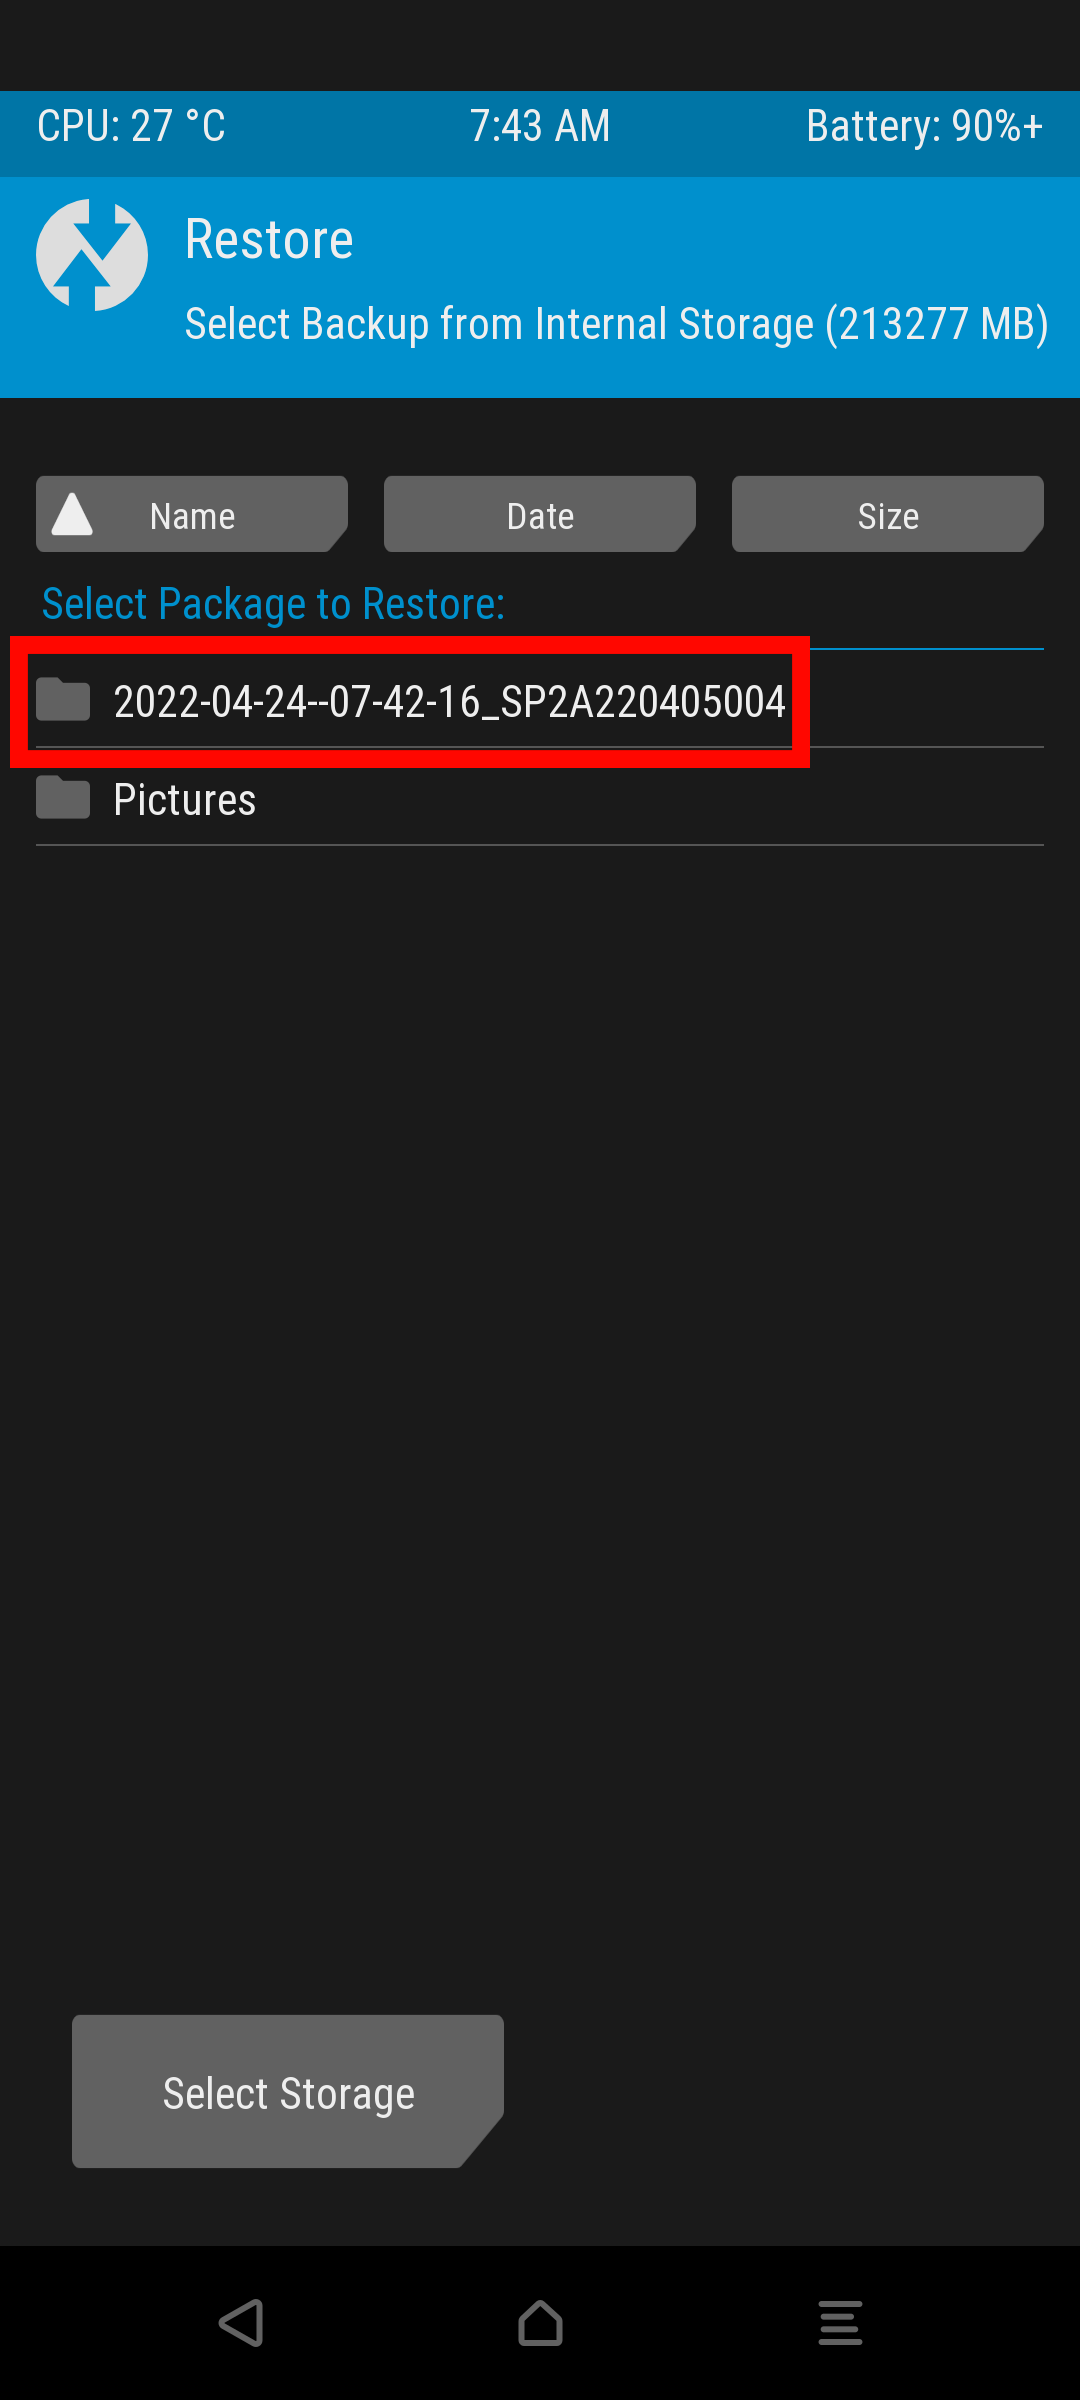 CPU: 27 °C 7:43 AM Battery: 90%+
Restore
Select Backup from Internal Storage (213277 MB)
Name Date Size
Select Package to Restore:
2022-04-24--07-42-16_SP2A220405004
Pictures
Select Storage